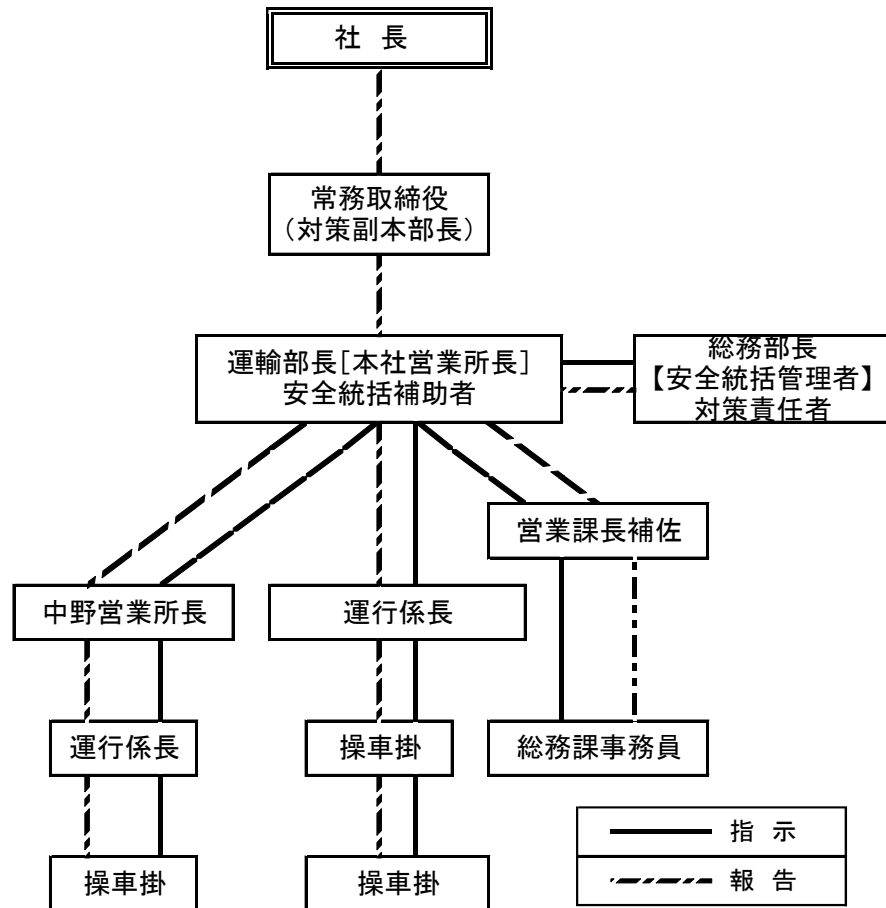 社 長
常務取締役
（対策副本部長）
運輸部長[本社営業所長]
安全統括補助者
総務部長
【安全統括管理者】
対策責任者
営業課長補佐
中野営業所長
運行係長
運行係長
操車掛
総務課事務員
操車掛
操車掛
指 示
報 告